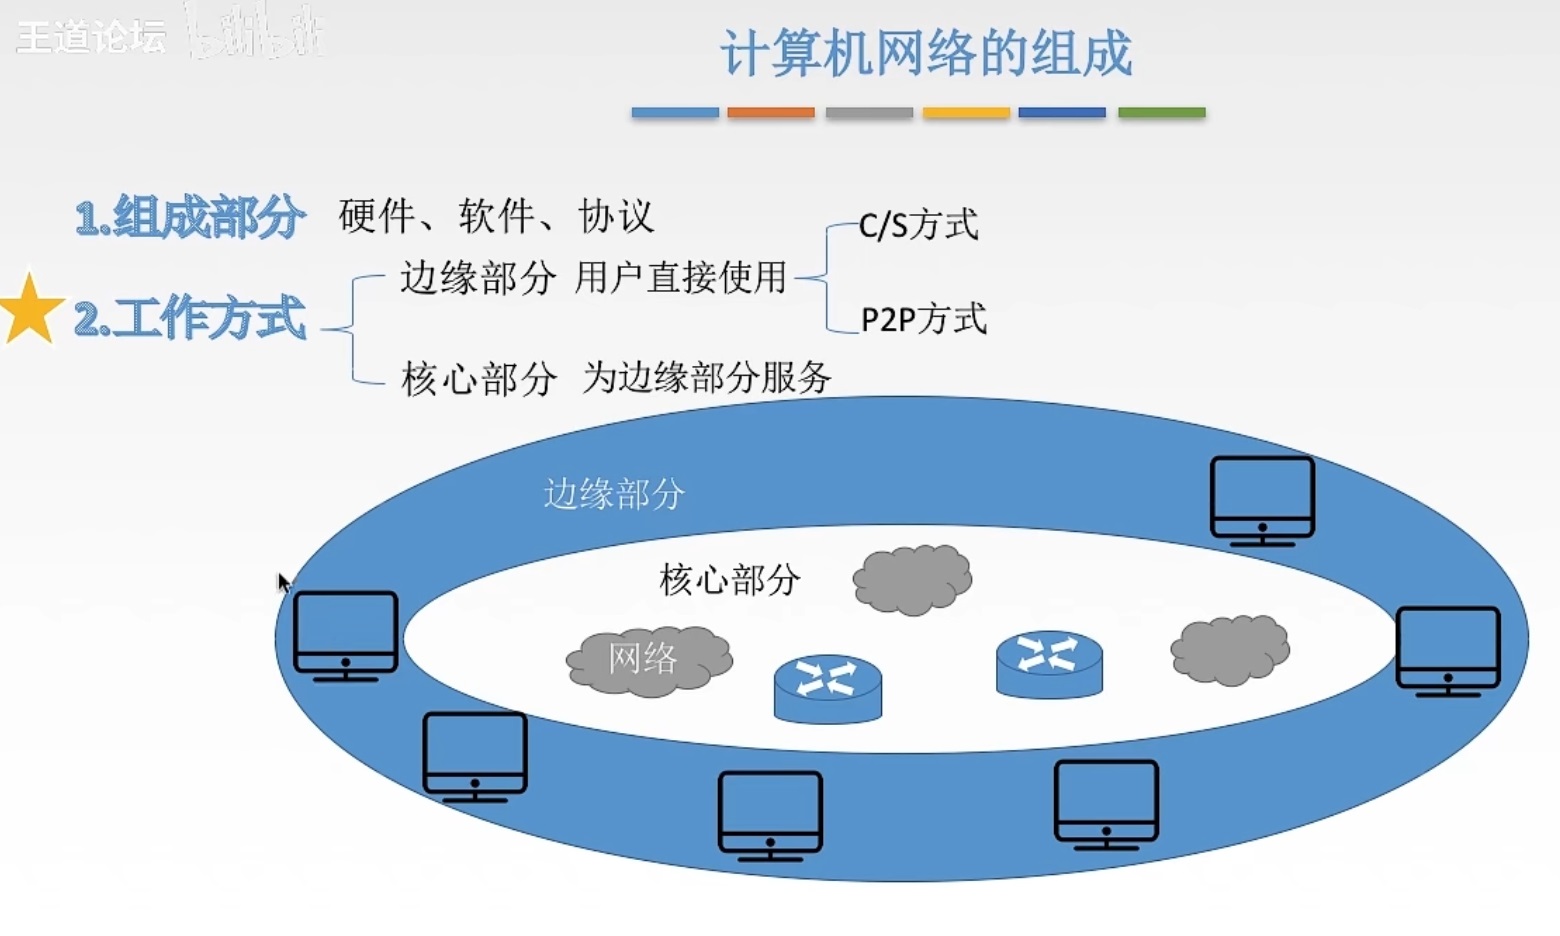 王道论坛 bilibili
计算机网络的组成
1.组成部分 硬件、软件、协议
2.工作方式
边缘部分 用户直接使用
C/S方式
P2P方式
核心部分 为边缘部分服务
边缘部分
核心部分
网络